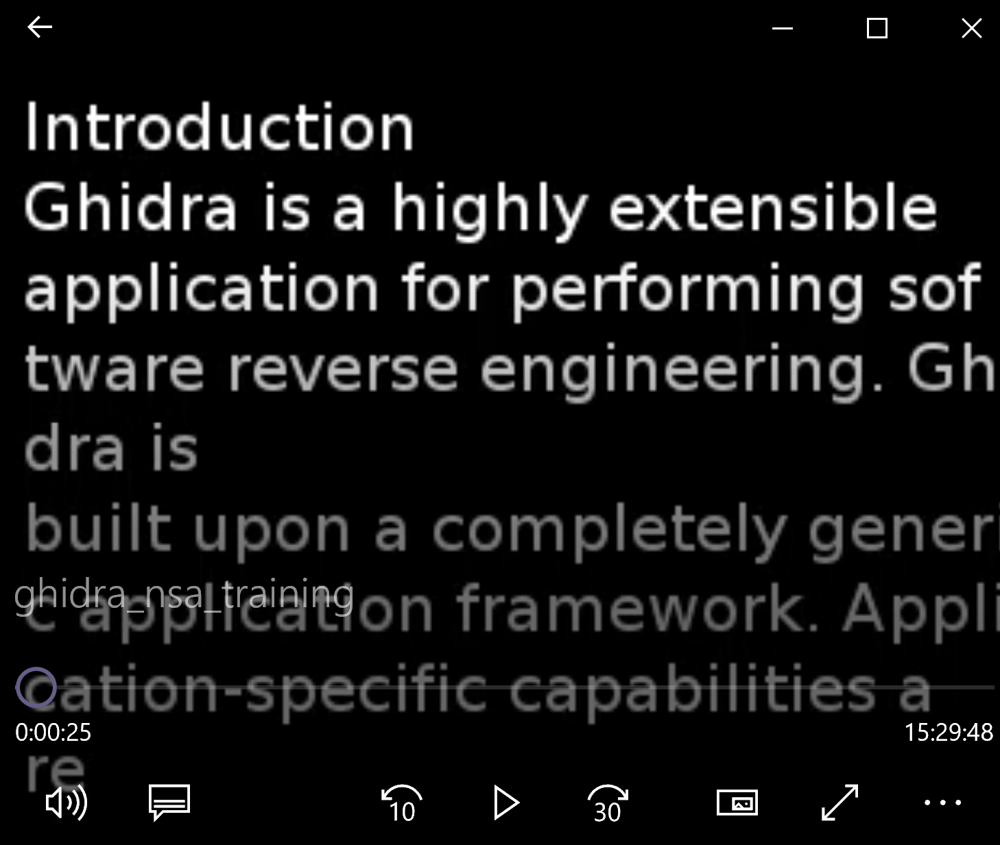 Introduction
Ghidra is a highly extensible
application for performing sof
tware reverse engineering. Gh
dra is
built upon a completely generi
ghidra_nsa_training
c application framework. Appli
cation-specific capabilities a
0:00:25
15:29:48
re
10
30